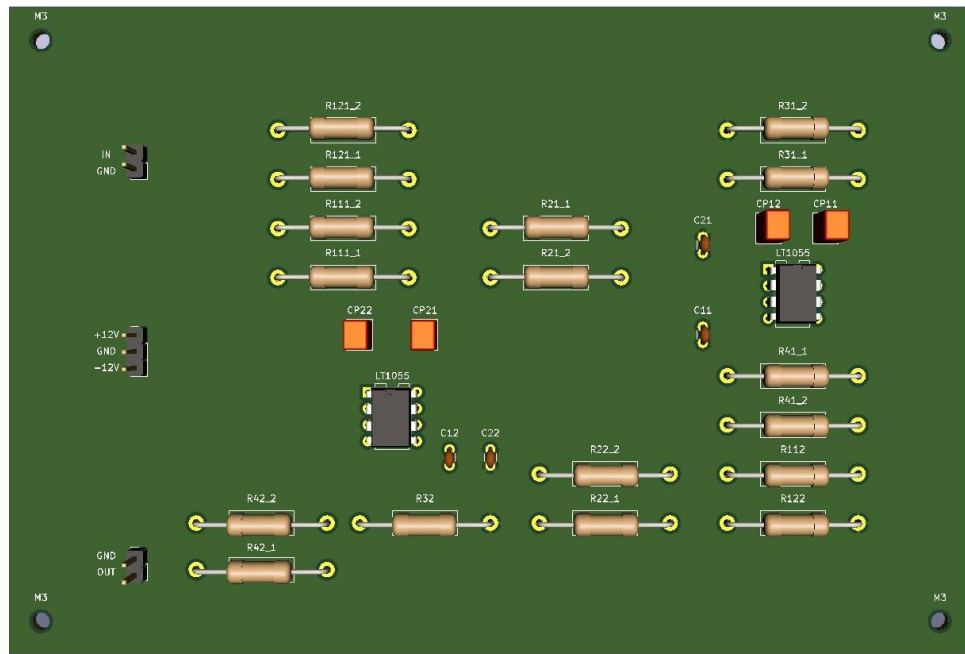 M3
M3
R121_2
R31_2
IN
GND
R121_1
R31_1
R111_2
R21_1
CP12
CP11
C21
R111_1
R21_2
LT1055
CP22
CP21
C11
+12V
GND
-12V
R41_1
LT1055
R41_2
C12
C22
R22_2
R112
R42_2
R32
R22_1
R122
R42_1
GND
OUT
M3
M3